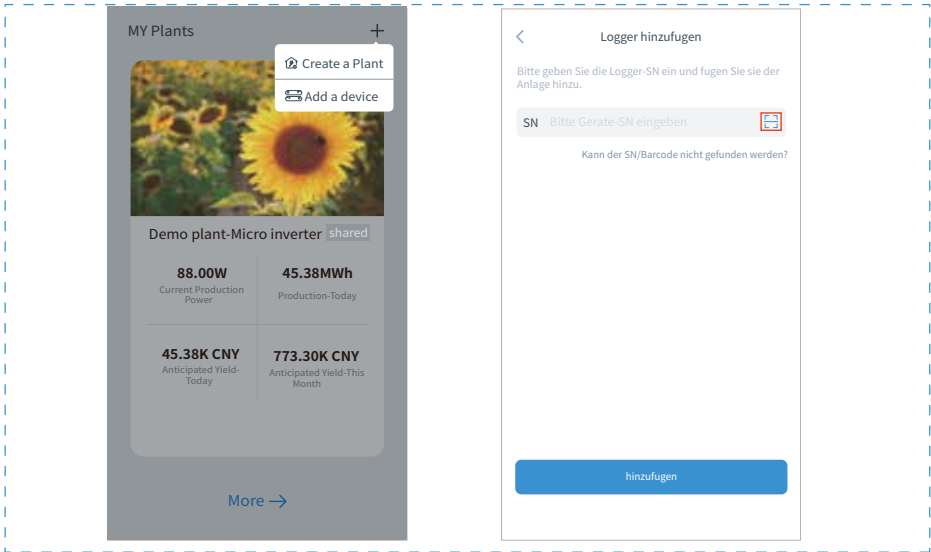 MY Plants
Create a Plant
Add a device
Demo plant-Micro inverter shared
88.00W
Current Production
Power
45.38MWh
Production-Today
45.38K CNY
Anticipated Yield-
Today
773.30K CNY
Anticipated Yield-This
Month
More
Logger hinzufugen
Bitte geben Sie die Logger-SN ein und fugen Sie sie der
Anlage hinzu.
SN Bitte Gerate-SN eingeben
Kann der SN/Barcode nicht gefunden werden?
hinzufugen